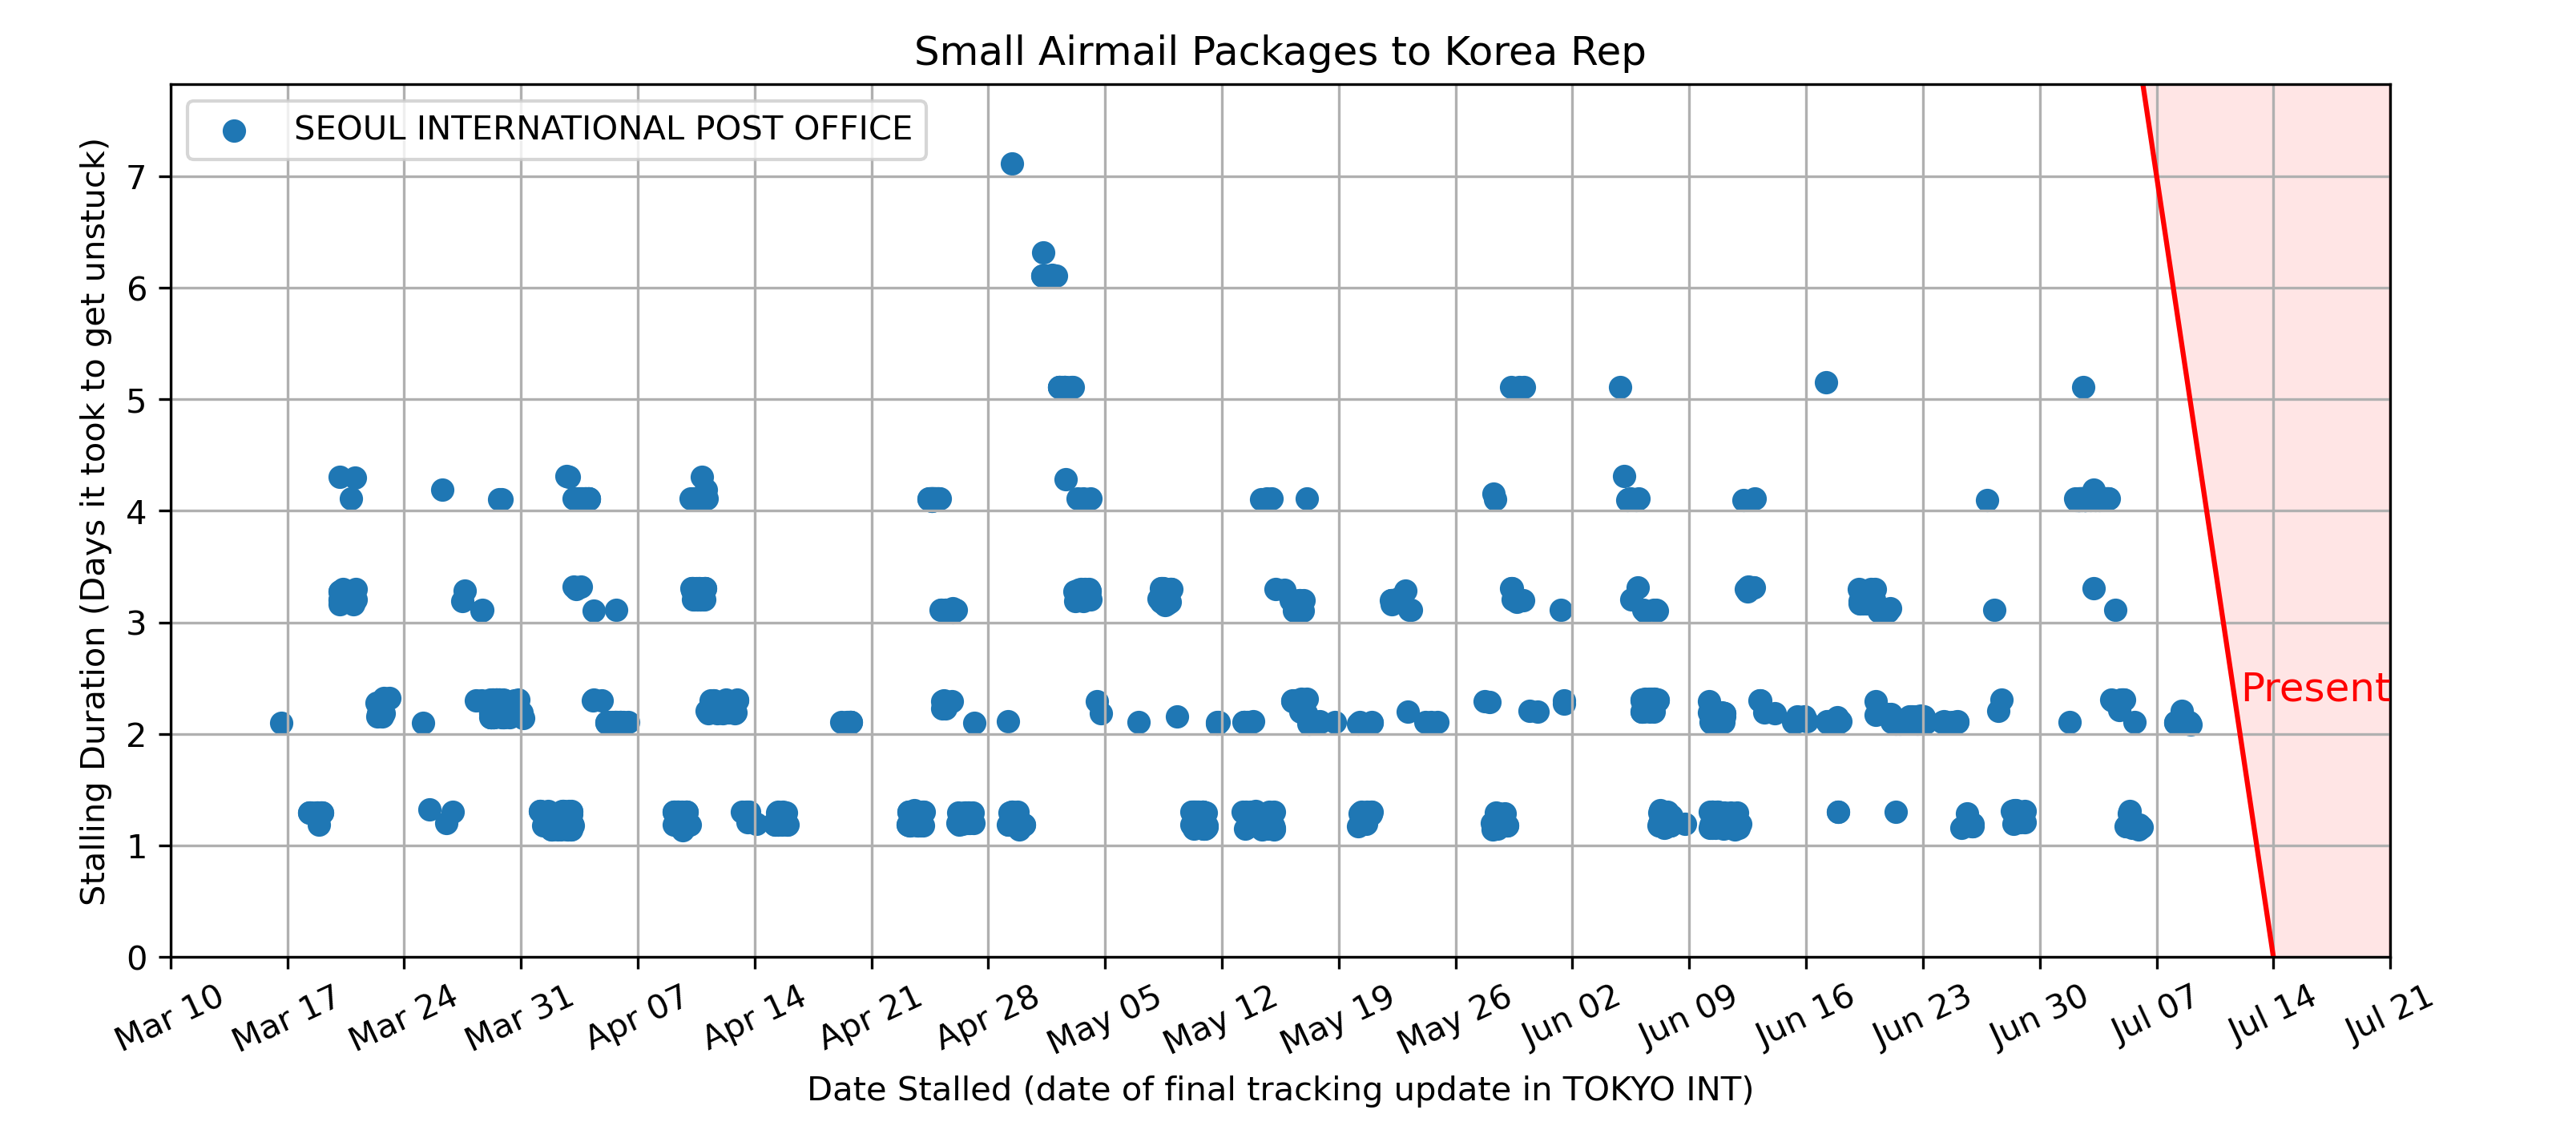 Small Airmail Packages to Korea Rep
SEOUL INTERNATIONAL POST OFFICE
Stalling Duration (Days it took to get unstuck)
7
6
5
4
3
2
1
0
Present
Mar 10
Mar 17
Mar 24
Mar 31
Apr 07
Apr 14
Apr 21
Apr 28
May 05
May 12
May 19
May 26
Jun 02
Jun 09
Jun 16
Jun 23
Jun 30
Jul 07
Jul 14
Jul 21
Date Stalled (date of final tracking update in TOKYO INT)